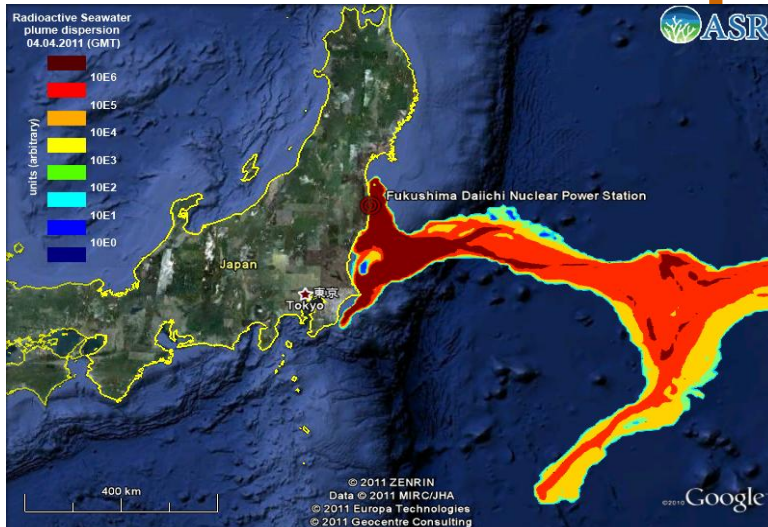 Radioactive Seawater
plume dispersion
04.04.2011 (GMT)
ASR
10E6
10E5
10E4
10E3
10E2
10E1
10E0
units (arbitrary)
Fukushima Daiichi Nuclear Power Station
Japan
東京
Tokyo
400 km
© 2011 ZENRIN
Data © 2011 MIRC/JHA
© 2011 Europa Technologies
© 2011 Geocentre Consulting
©2010 Google